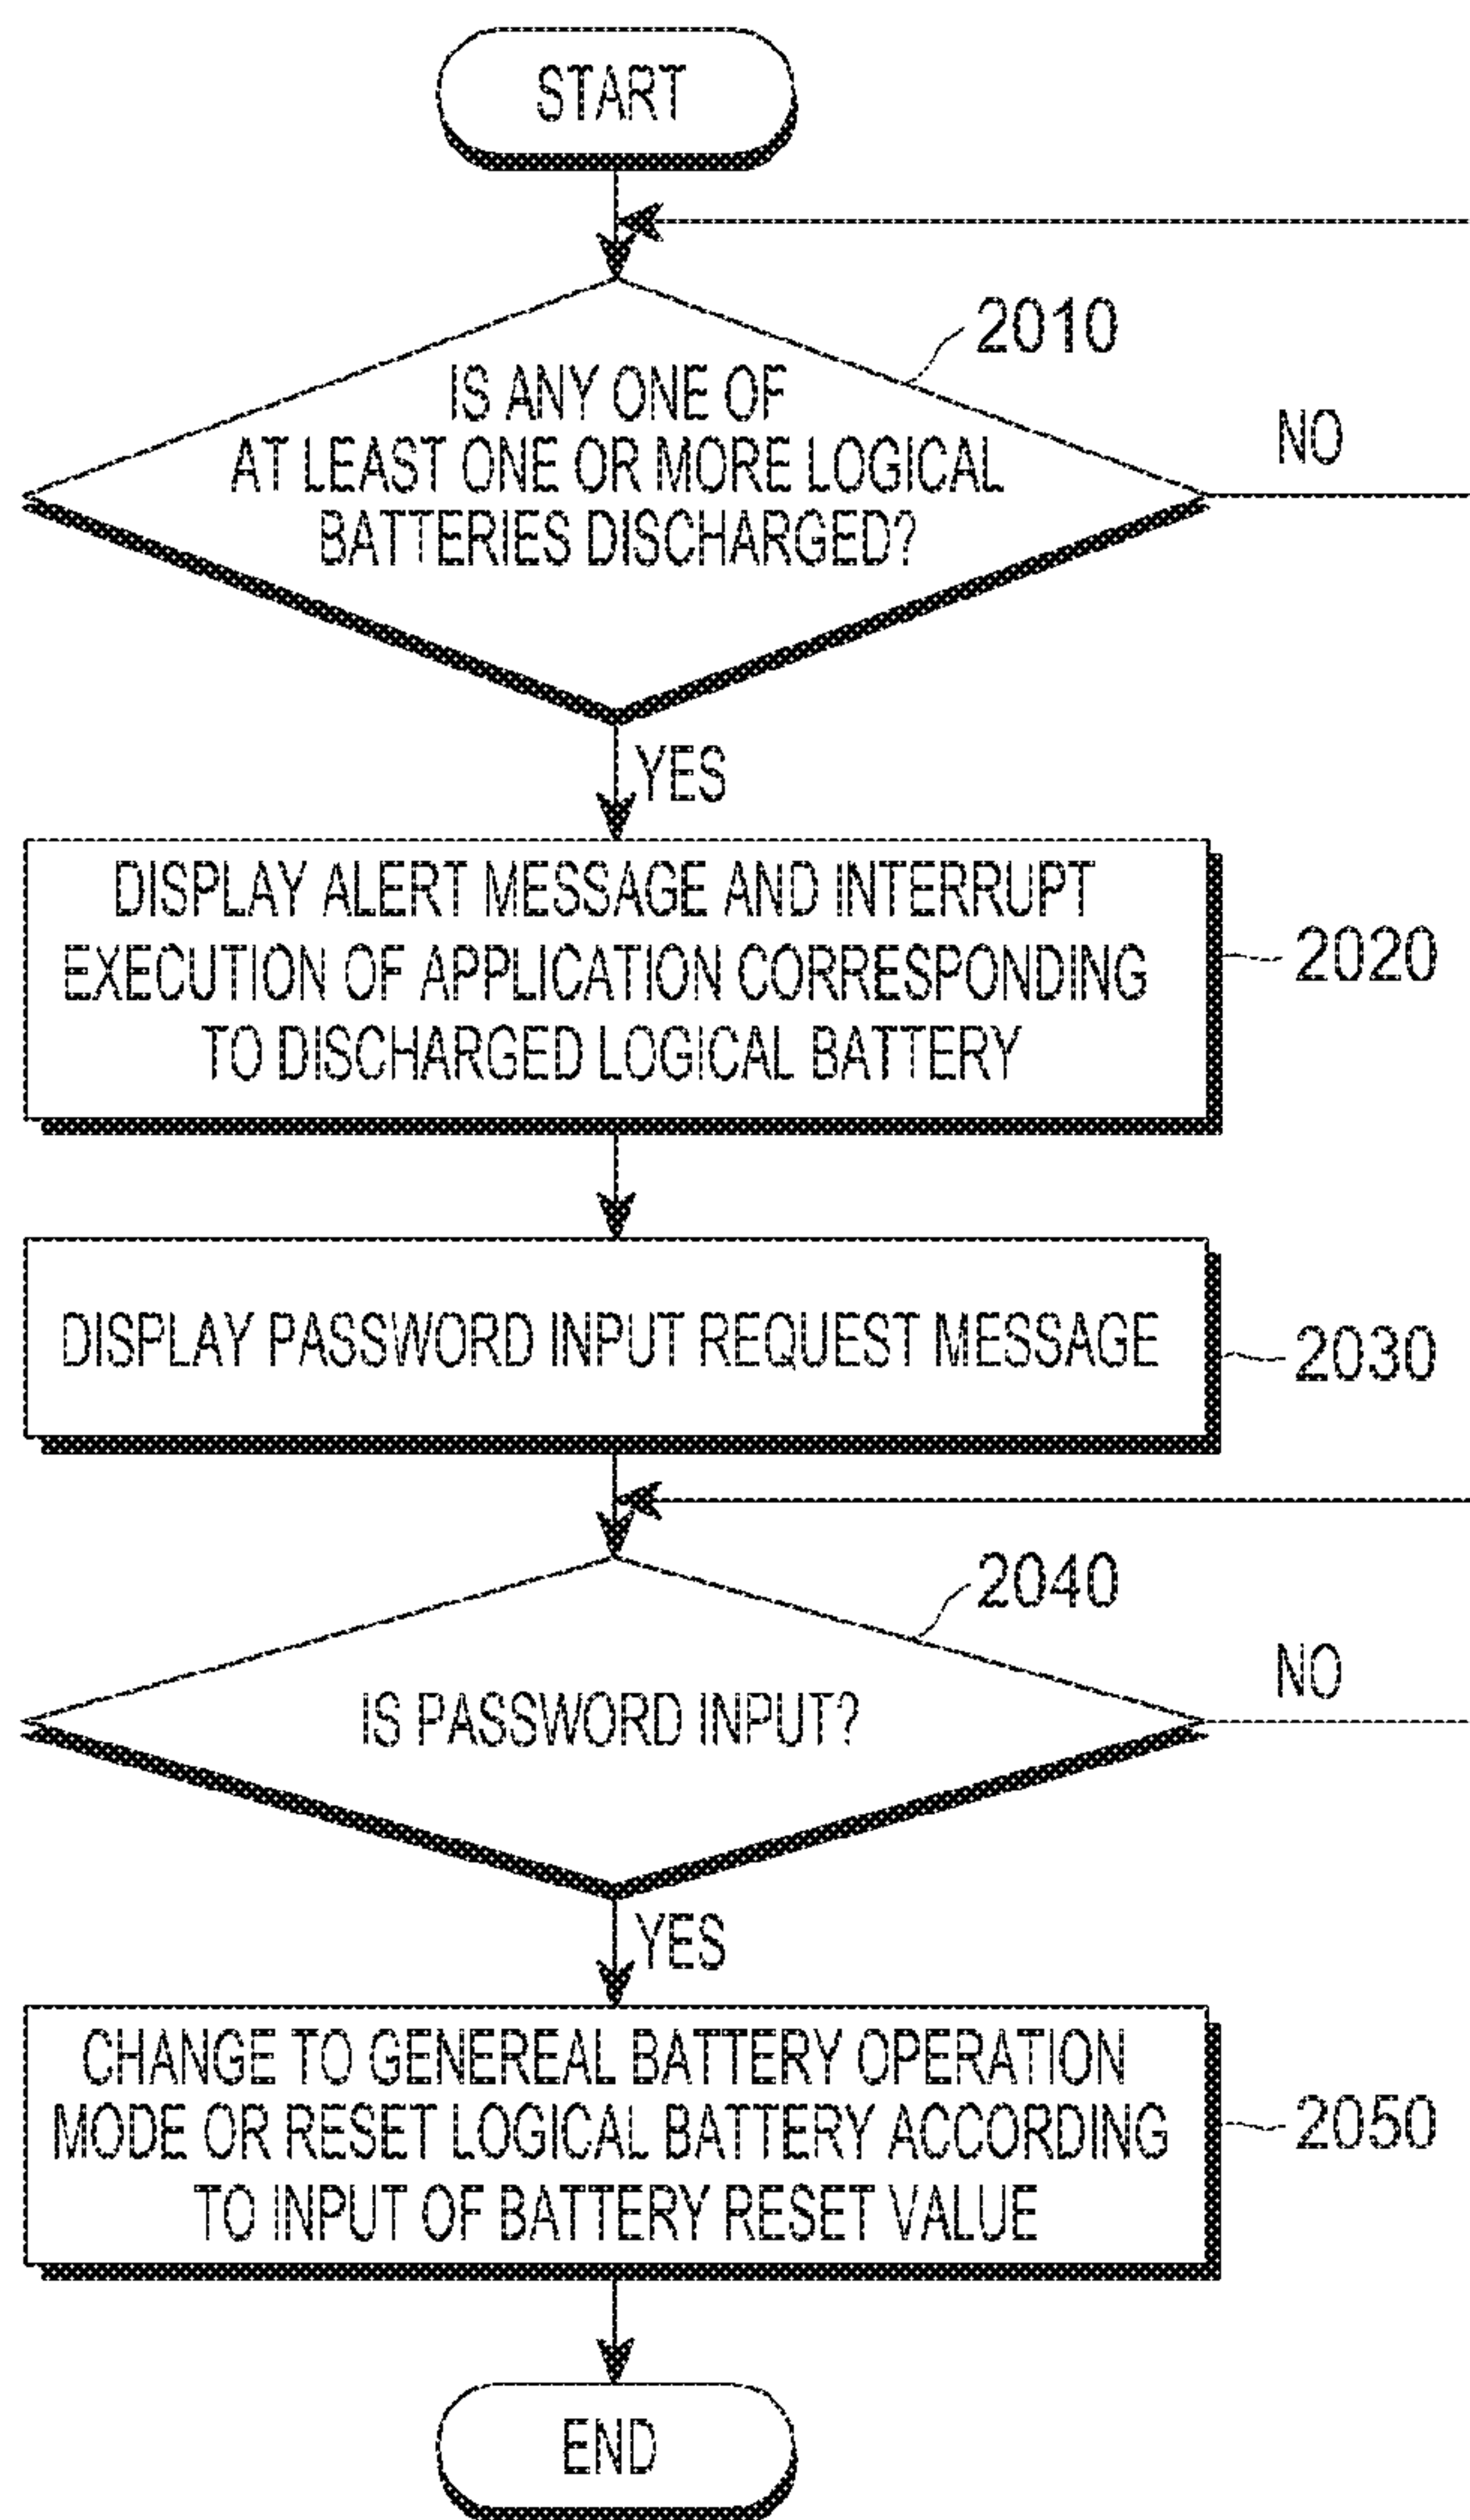 START
2010
IS ANY ONE OF
AT LEAST ONE OR MORE LOGICAL
BATTERIES DISCHARGED?
NO
YES
DISPLAY ALERT MESSAGE AND INTERRUPT
EXECUTION OF APPLICATION CORRESPONDING
TO DISCHARGED LOGICAL BATTERY
2020
DISPLAY PASSWORD INPUT REQUEST MESSAGE
2030
2040
IS PASSWORD INPUT?
NO
YES
CHANGE TO GENEREAL BATTERY OPERATION
MODE OR RESET LOGICAL BATTERY ACCORDING
TO INPUT OF BATTERY RESET VALUE
2050
END